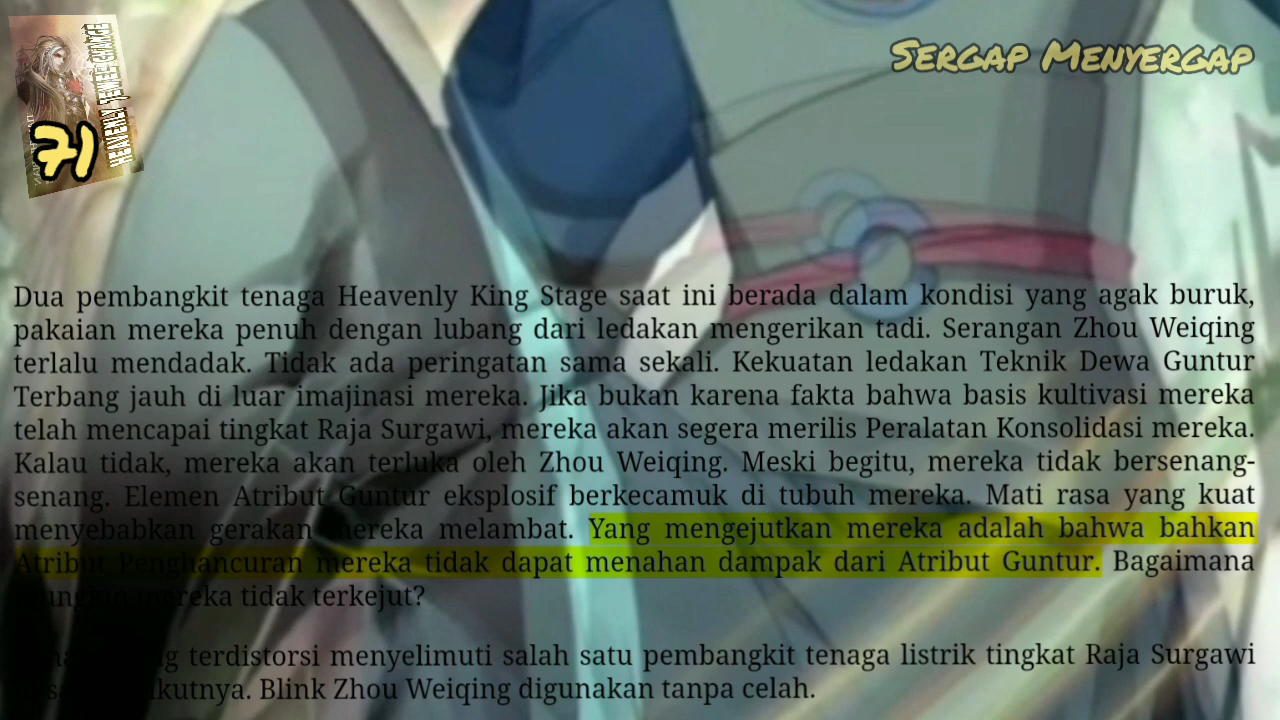 Sergap Menyergap
HEAVENLY JEWEL CHANGE
71
Dua pembangkit tenaga Heavenly King Stage saat ini berada dalam kondisi yang agak buruk,
pakaian mereka penuh dengan lubang dari ledakan mengerikan tadi. Serangan Zhou Weiqing
terlalu mendadak. Tidak ada peringatan sama sekali. Kekuatan ledakan Teknik Dewa Guntur
Terbang jauh di luar imajinasi mereka. Jika bukan karena fakta bahwa basis kultivasi mereka
telah mencapai tingkat Raja Surgawi, mereka akan segera merilis Peralatan Konsolidasi mereka.
Kalau tidak, mereka akan terluka oleh Zhou Weiqing. Meski begitu, mereka tidak bersenang-
senang. Elemen Atribut Guntur eksplosif berkecamuk di tubuh mereka. Mati rasa yang kuat
menyebabkan gerakan mereka melambat. Yang mengejutkan mereka adalah bahwa bahkan
Atribut Penghancuran mereka tidak dapat menahan dampak dari Atribut Guntur. Bagaimana
mungkin mereka tidak terkejut?
terdistorsi menyelimuti salah satu pembangkit tenaga listrik tingkat Raja Surgawi
Blink Zhou Weiqing digunakan tanpa celah.